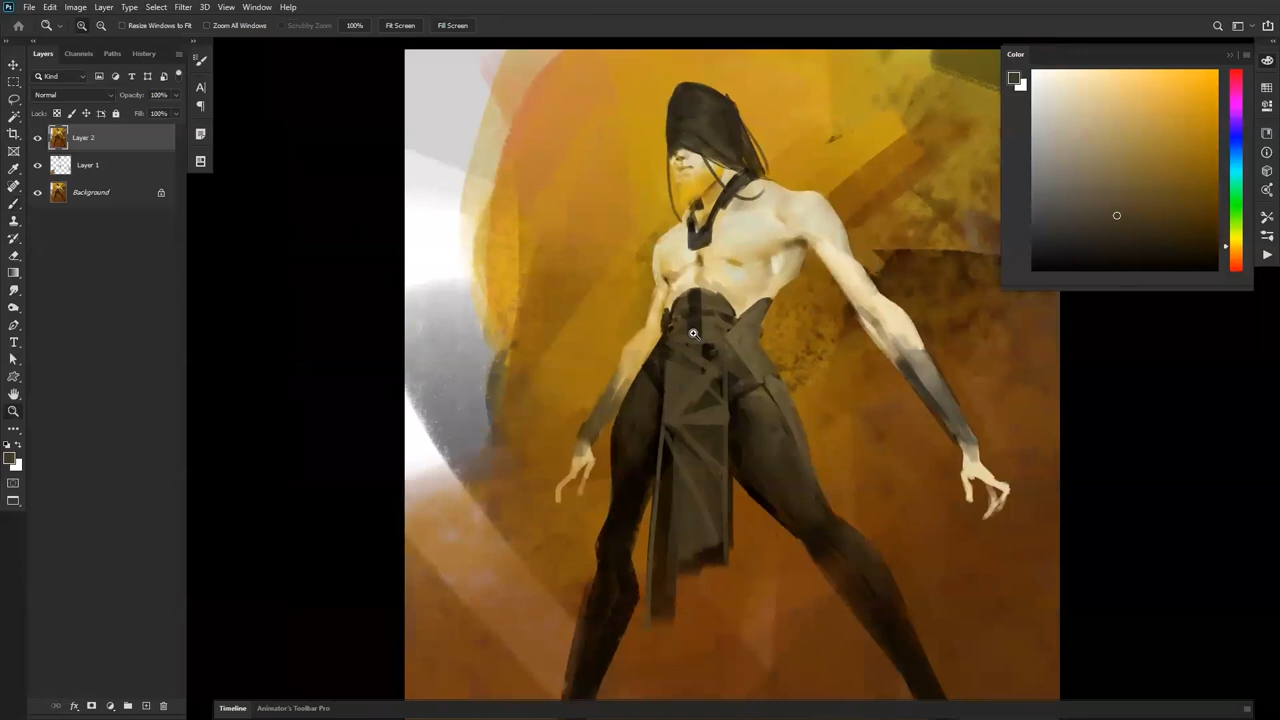 Ps File Edit Image Layer Type Select Filter 3D View Window Help
Resize Windows to Fit Zoom All Windows Scrubby Zoom 100% Fit Screen Fill Screen
Layers Channels Paths History
Color
Kind
Normal Opacity: 100%
Lock: Fill: 100%
Layer 2
Layer 1
Background
Timeline Animator's Toolbar Pro